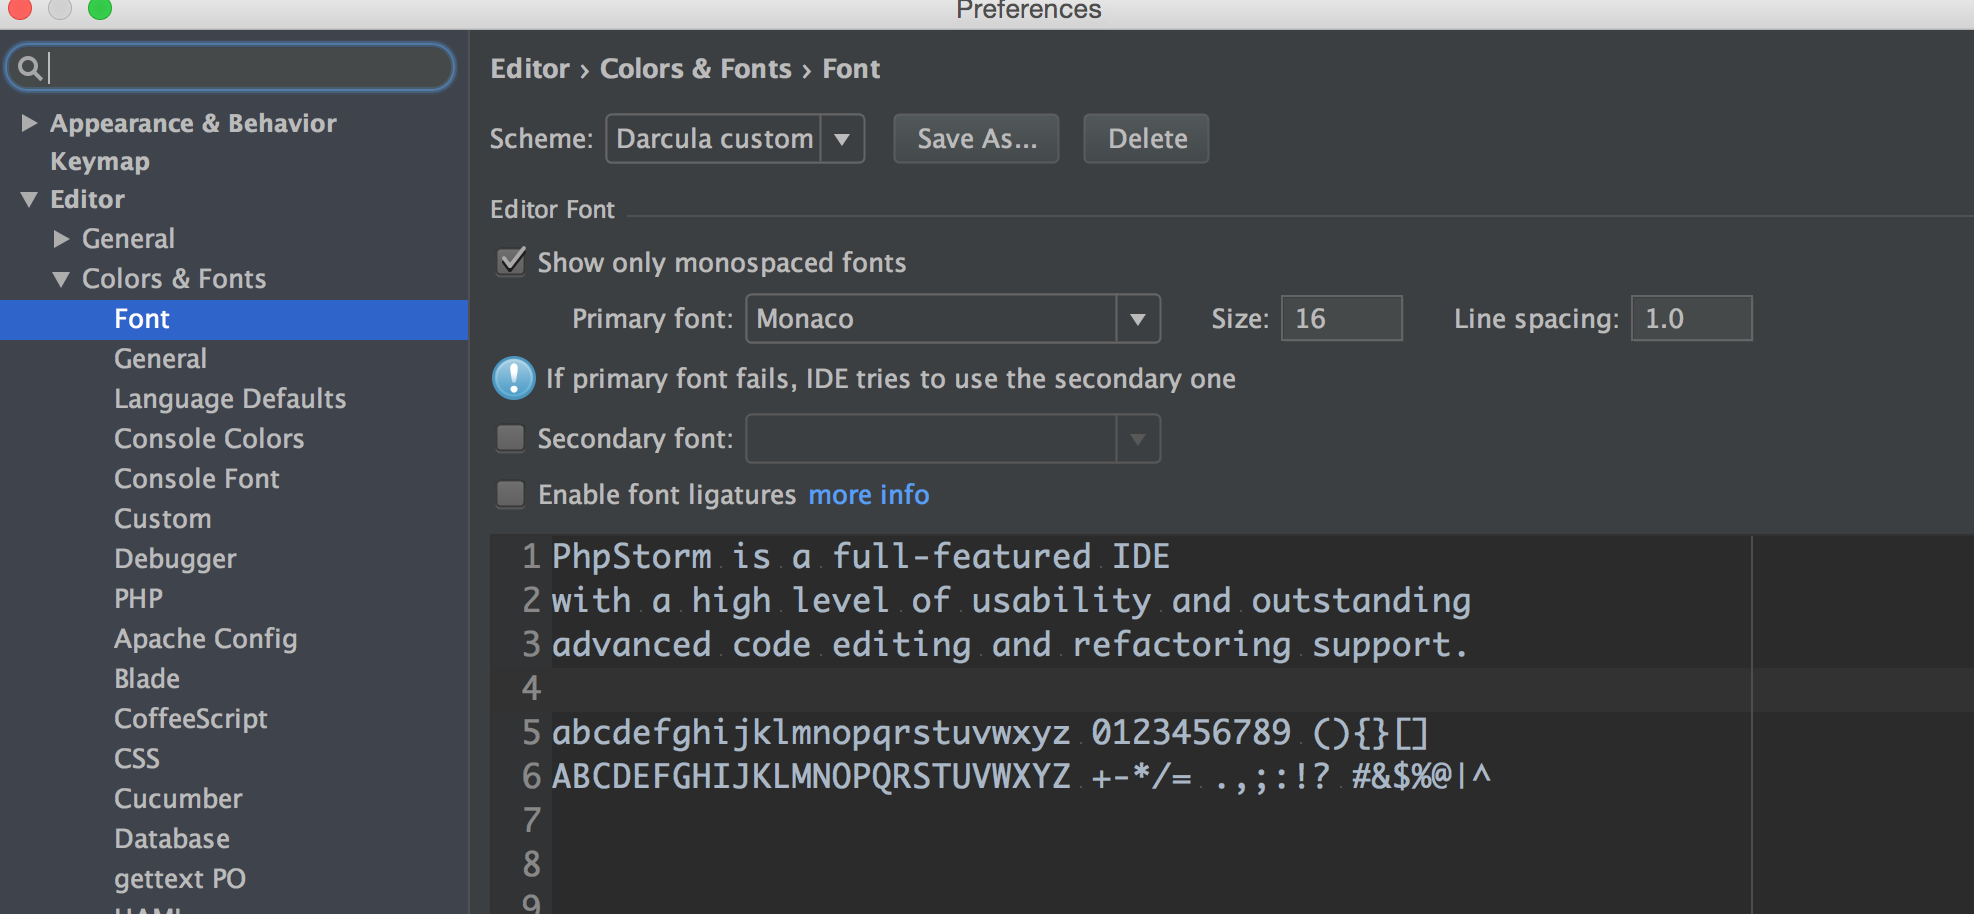 Preferences
Appearance & Behavior
Keymap
Editor
General
Colors & Fonts
Font
General
Language Defaults
Console Colors
Console Font
Custom
Debugger
PHP
Apache Config
Blade
CoffeeScript
CSS
Cucumber
Database
gettext PO
HAML
Editor › Colors & Fonts › Font
Scheme: Darcula custom Save As... Delete
Editor Font
Show only monospaced fonts
Primary font: Monaco Size: 16 Line spacing: 1.0
If primary font fails, IDE tries to use the secondary one
Secondary font:
Enable font ligatures more info
1 PhpStorm is a full-featured IDE
2 with a high level of usability and outstanding
3 advanced code editing and refactoring support.
4
5 abcdefghijklmnopqrstuvwxyz 0123456789 (){}[]
6 ABCDEFGHIJKLMNOPQRSTUVWXYZ +-*/= .,;:!? #&$%@|^
7
8
9